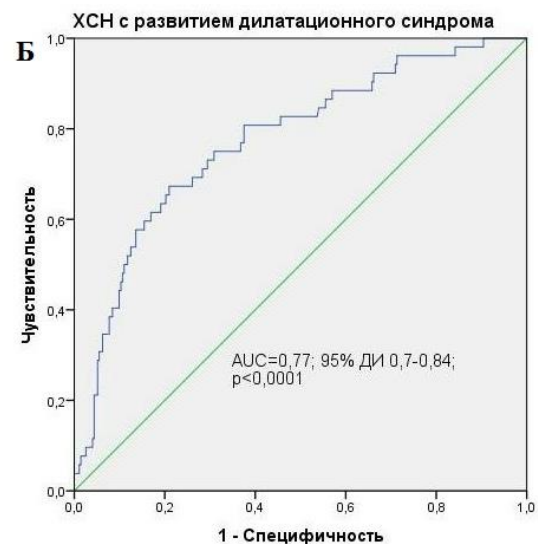 ХСН с развитием дилатационного синдрома
Б
1,0
0,8
0,6
0,4
0,2
0,0
Чувствительность
AUC=0,77; 95% ДИ 0,7-0,84;
p<0,0001
0,0 0,2 0,4 0,6 0,8 1,0
1 - Специфичность